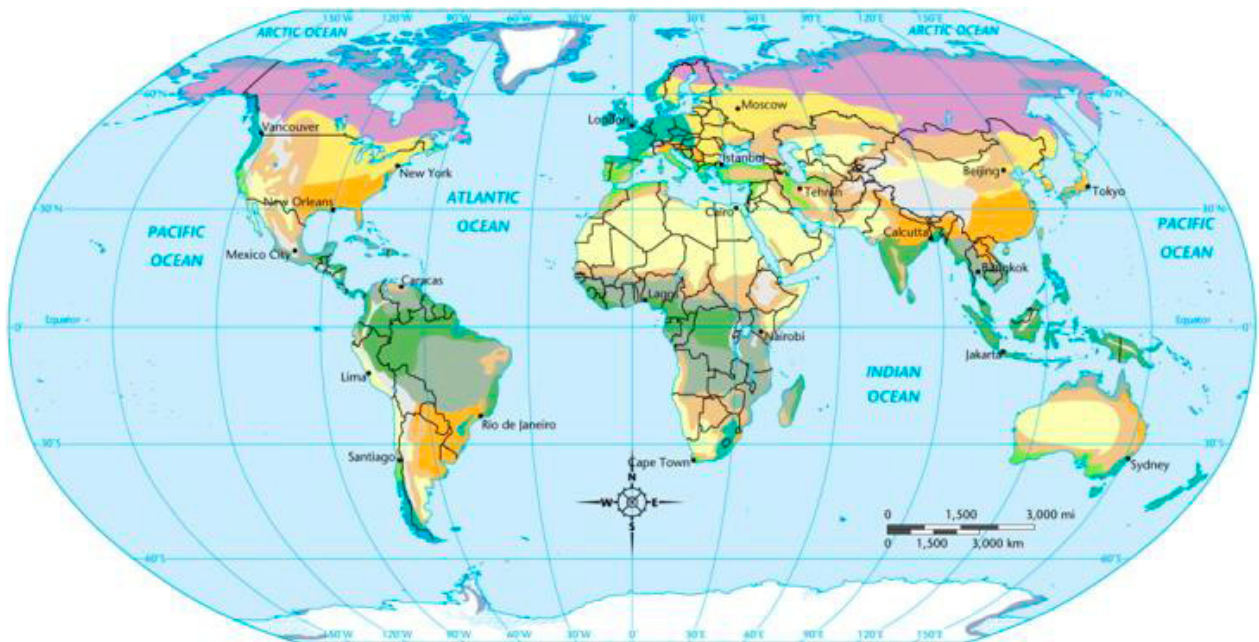 150°W 120°W 90°W 60°W 30°W 0 30°E 60°E 90°E 120°E 150°E
ARCTIC OCEAN
ARCTIC OCEAN
60°N
60°N
Moscow
London
Vancouver
Istanbul
New York
Beijing
Tehran
Tokyo
ATLANTIC
OCEAN
New Orleans
30°N
Cairo
30°N
PACIFIC
OCEAN
PACIFIC
OCEAN
Calcutta
Mexico City
Bangkok
Caracas
Lagos
0°
Equator
Equator
0°
Nairobi
Jakarta
INDIAN
OCEAN
Lima
Rio de Janeiro
30°S
30°S
Santiago
Cape Town
Sydney
N
W E
S
0 1,500 3,000 mi
0 1,500 3,000 km
60°S
60°S
150°W 120°W 90°W 60°W 30°W 0 30°E 60°E 90°E 120°E 150°E